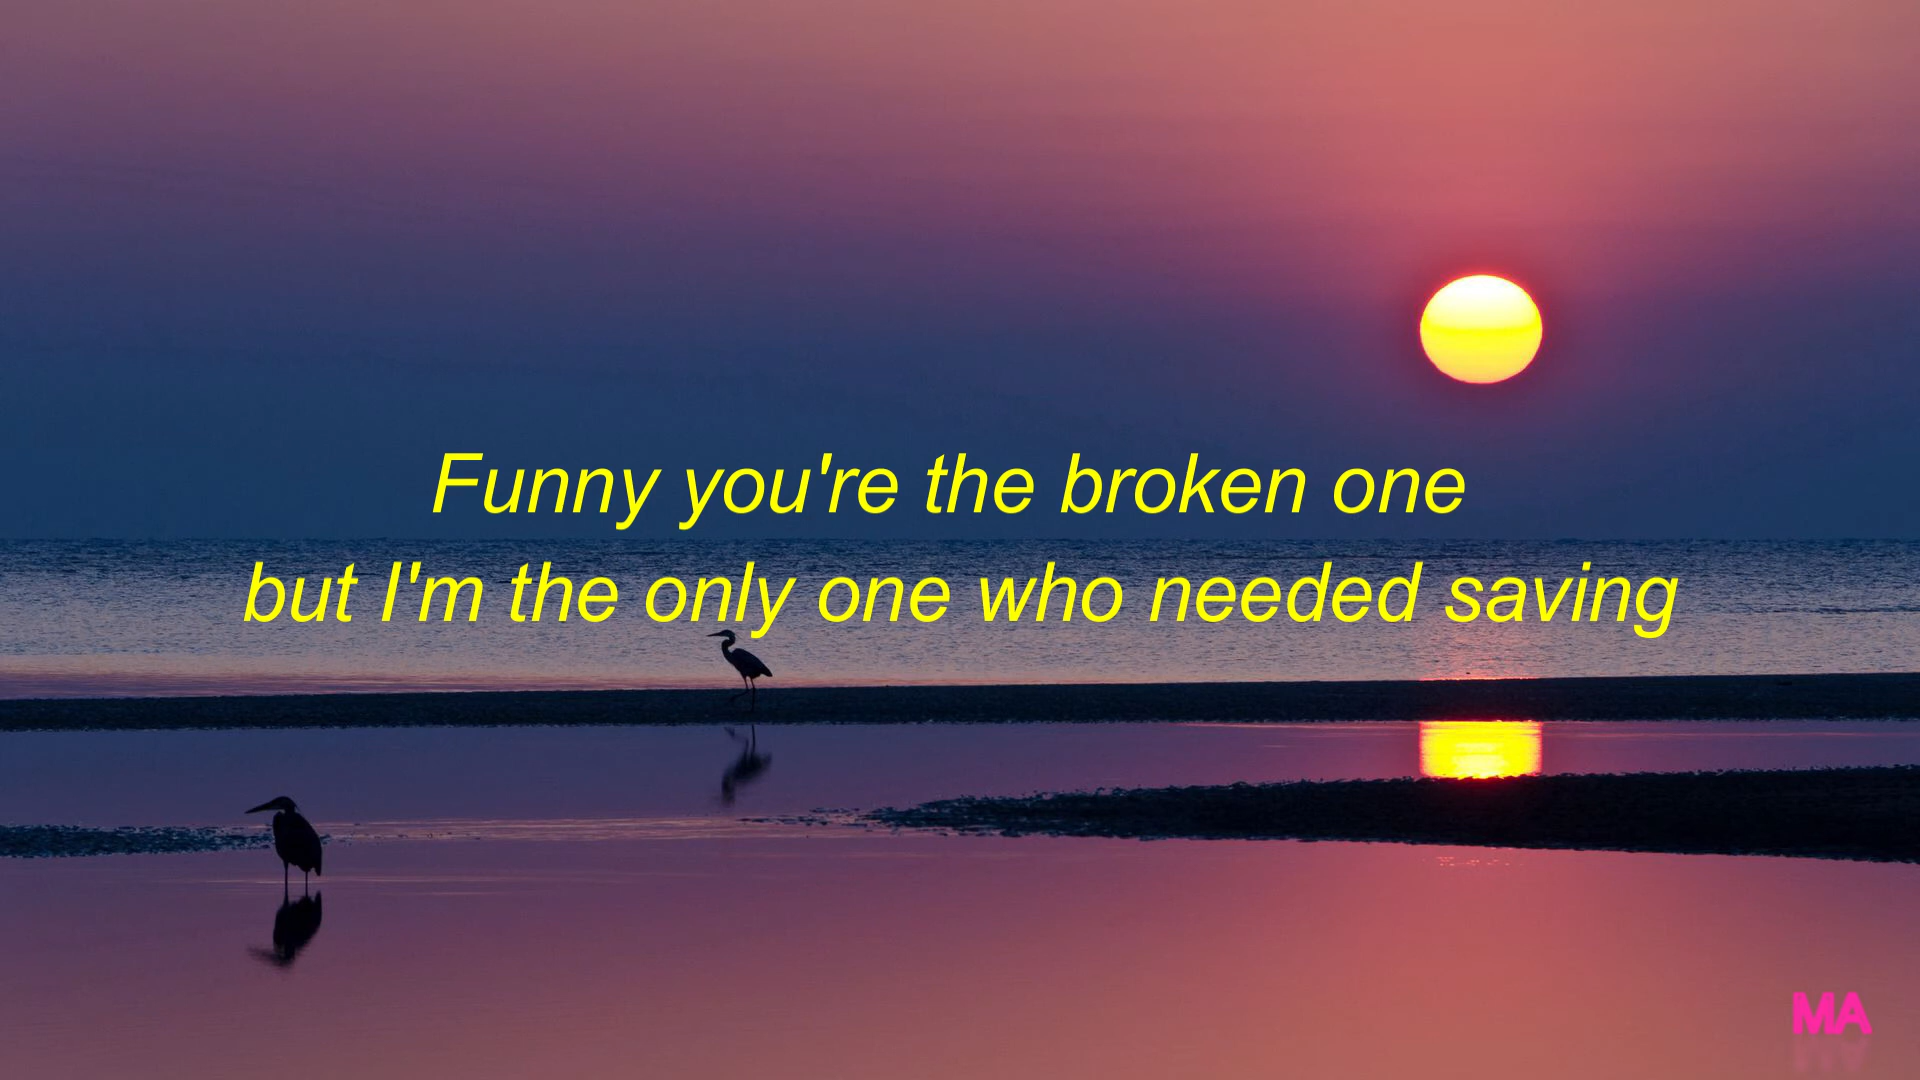 Funny you're the broken one
but I'm the only one who needed saving
MA